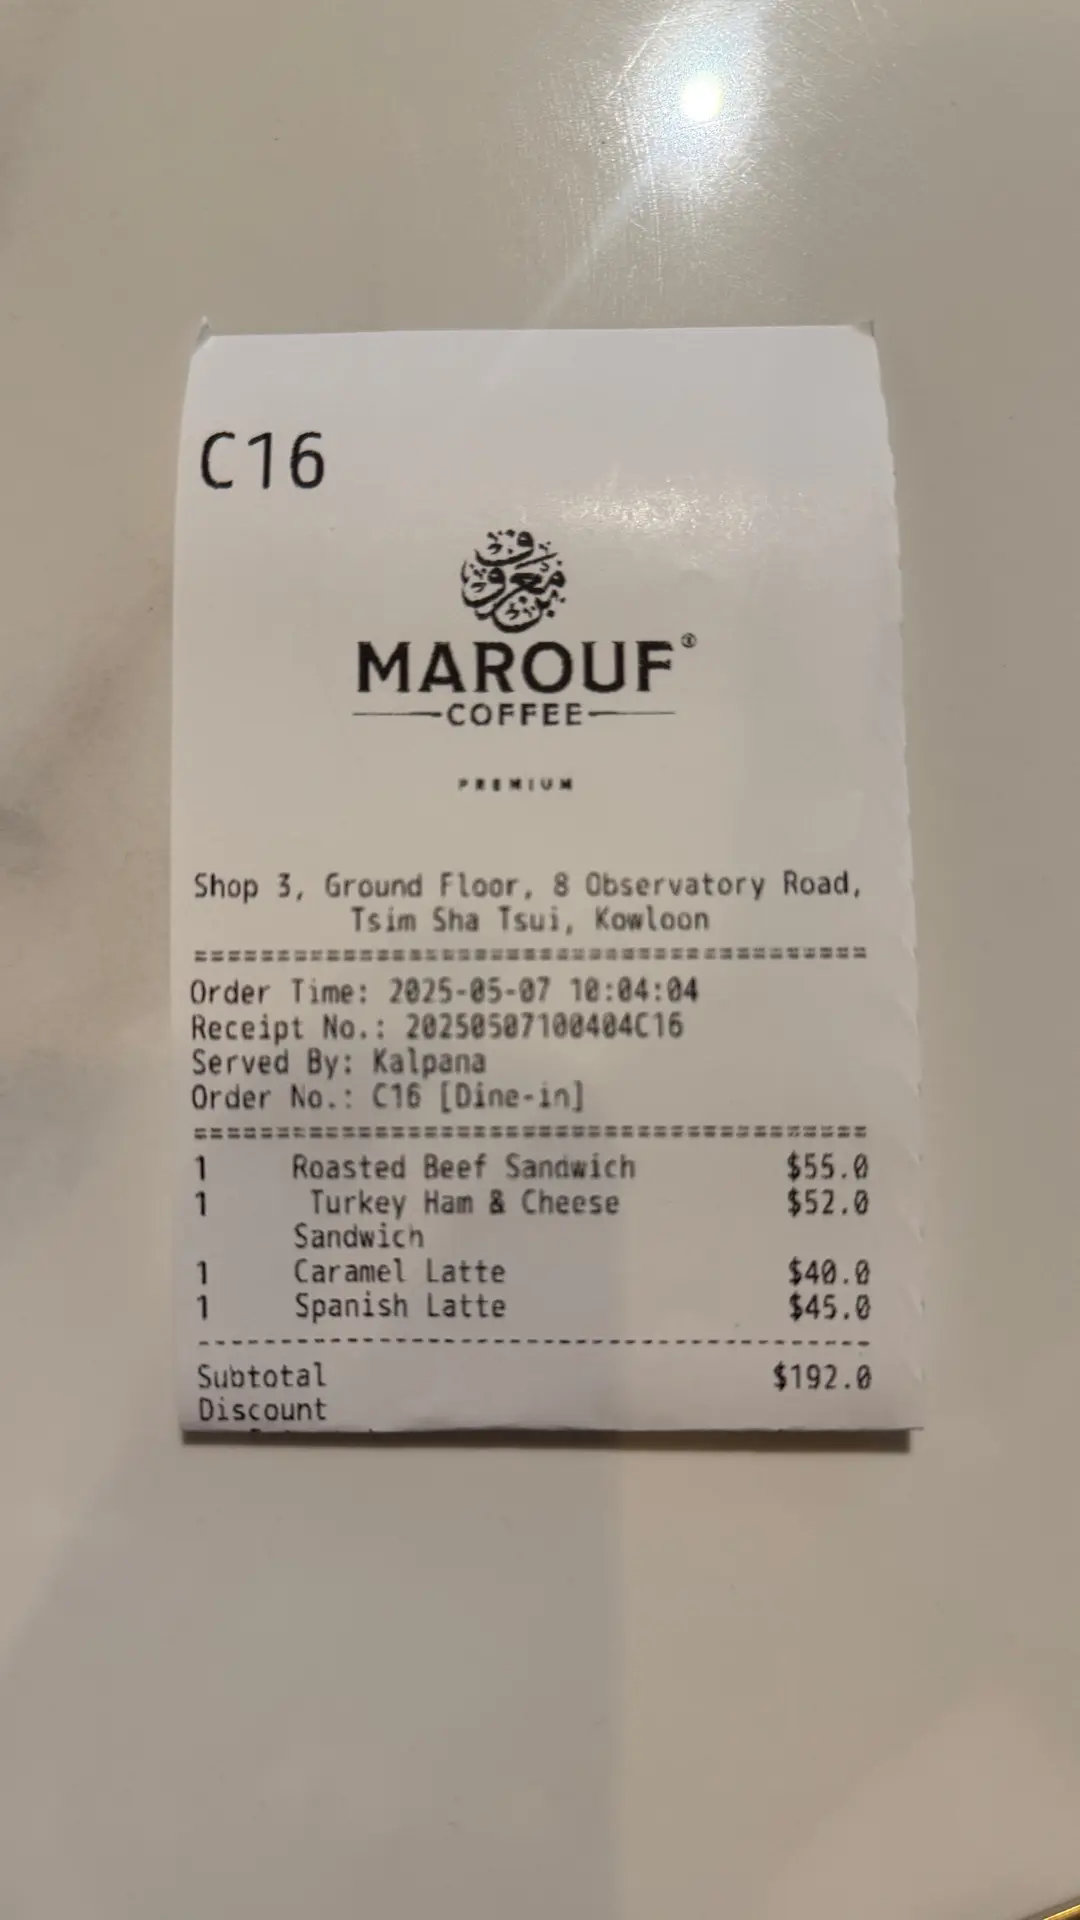 C16
معروف
MAROUF®
COFFEE
PREMIUM
Shop 3, Ground Floor, 8 Observatory Road,
Tsim Sha Tsui, Kowloon
=========================================
Order Time: 2025-05-07 10:04:04
Receipt No.: 20250507100404C16
Served By: Kalpana
Order No.: C16 [Dine-in]
=========================================
1 Roasted Beef Sandwich $55.0
1 Turkey Ham & Cheese $52.0
Sandwich
1 Caramel Latte $40.0
1 Spanish Latte $45.0
-----------------------------------------
Subtotal $192.0
Discount